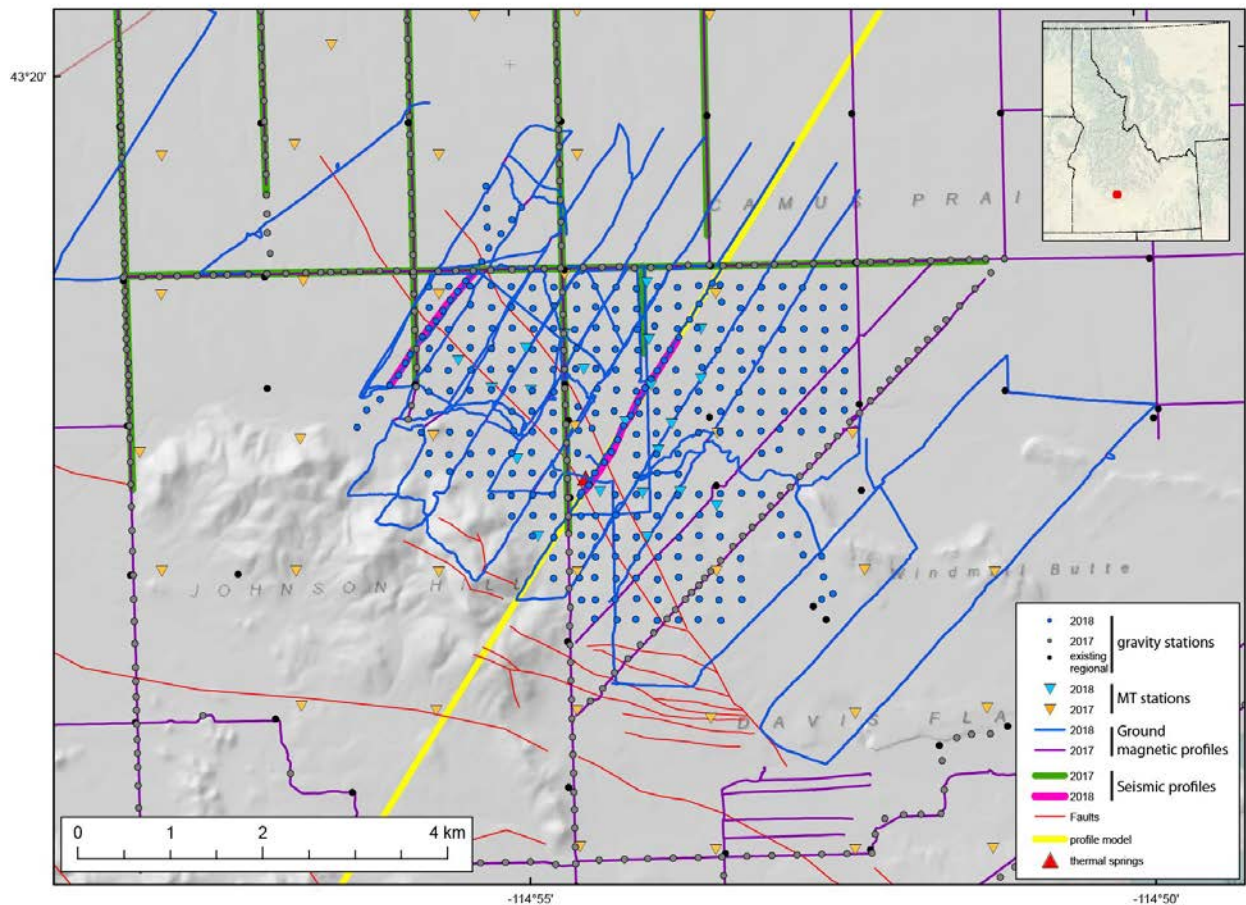 43°20'
CAMUS PRAI
JOHNSON HILL
Windmill Butte
DAVIS FLA
2018
2017 gravity stations
existing
regional
2018
2017 MT stations
2018 Ground
2017 magnetic profiles
2017 Seismic profiles
2018
Faults
profile model
thermal springs
0 1 2 4 km
-114°55'
-114°50'